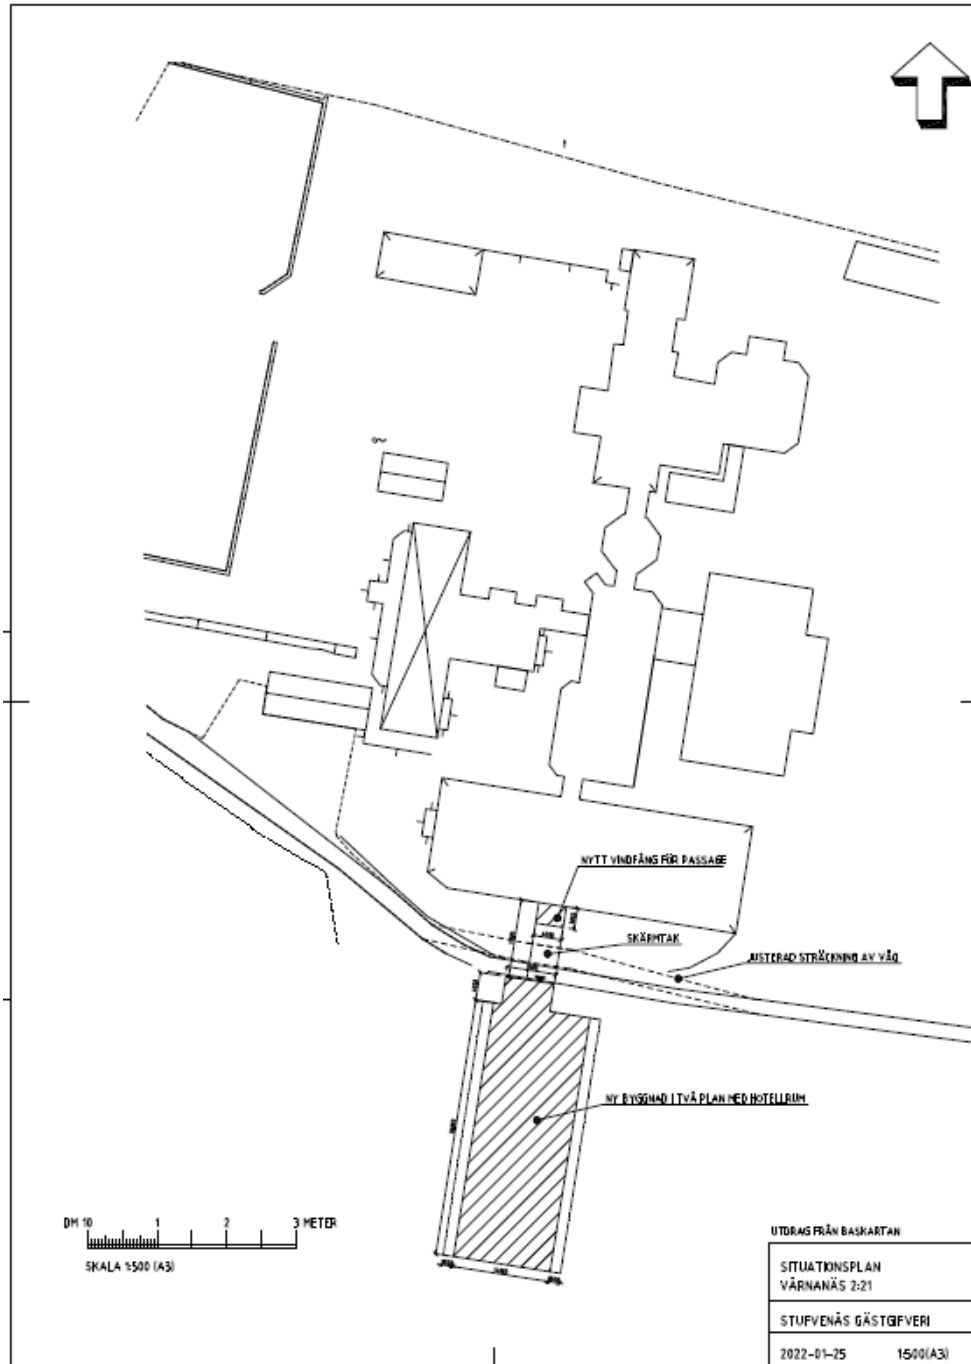 NYTT VINDFÅNG FÖR PASSAGE
SKÄRMTAK
JUSTERAD STRÄCKNING AV VÄG
NY BYGGNAD I TVÅ PLAN MED HOTELLRUM
DM 10 1 2 3 METER
SKALA 1:500 (A3)
UTDRAG FRÅN BASKARTAN
SITUATIONSPLAN
VÄRNANÄS 2:21
STUFVENÄS GÄSTGIFVERI
2022-01-25 1:500(A3)